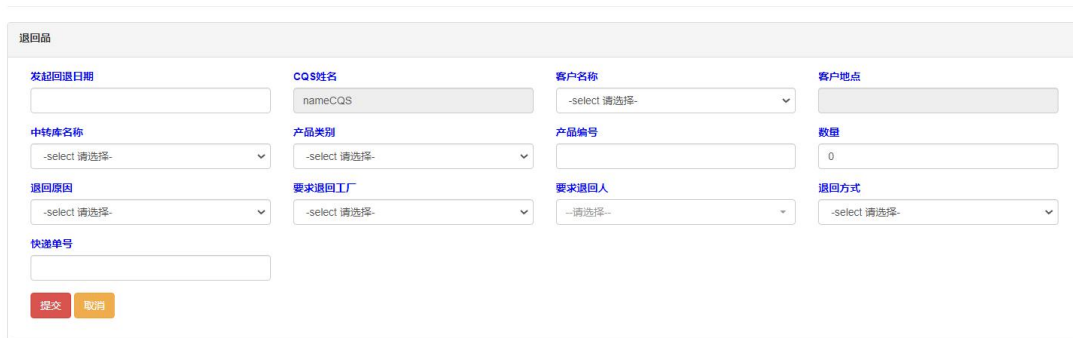 退回品
发起回退日期 CQS姓名 客户名称 客户地点
nameCQS -select 请选择-
中转库名称 产品类别 产品编号 数量
-select 请选择- -select 请选择- 0
退回原因 要求退回工厂 要求退回人 退回方式
-select 请选择- -select 请选择- --请选择-- -select 请选择-
快递单号
提交 取消